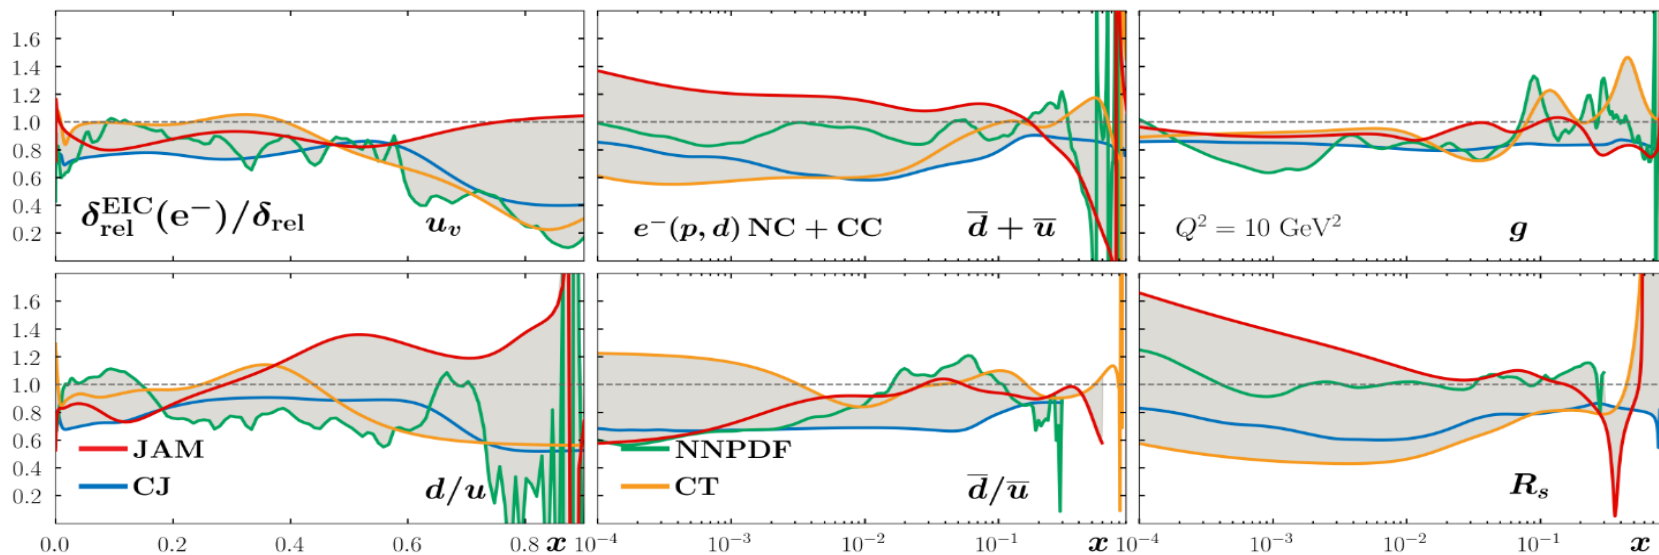 1.6
1.4
1.2
1.0
0.8
0.6
0.4
0.2
δ_rel^EIC(e⁻)/δ_rel
u_v
e⁻(p, d) NC + CC
d̅ + u̅
Q² = 10 GeV²
g
1.6
1.4
1.2
1.0
0.8
0.6
0.4
0.2
JAM
CJ
d/u
NNPDF
CT
d̅/u̅
R_s
0.0
0.2
0.4
0.6
0.8
x
10⁻⁴
10⁻³
10⁻²
10⁻¹
x
10⁻⁴
10⁻³
10⁻²
10⁻¹
x